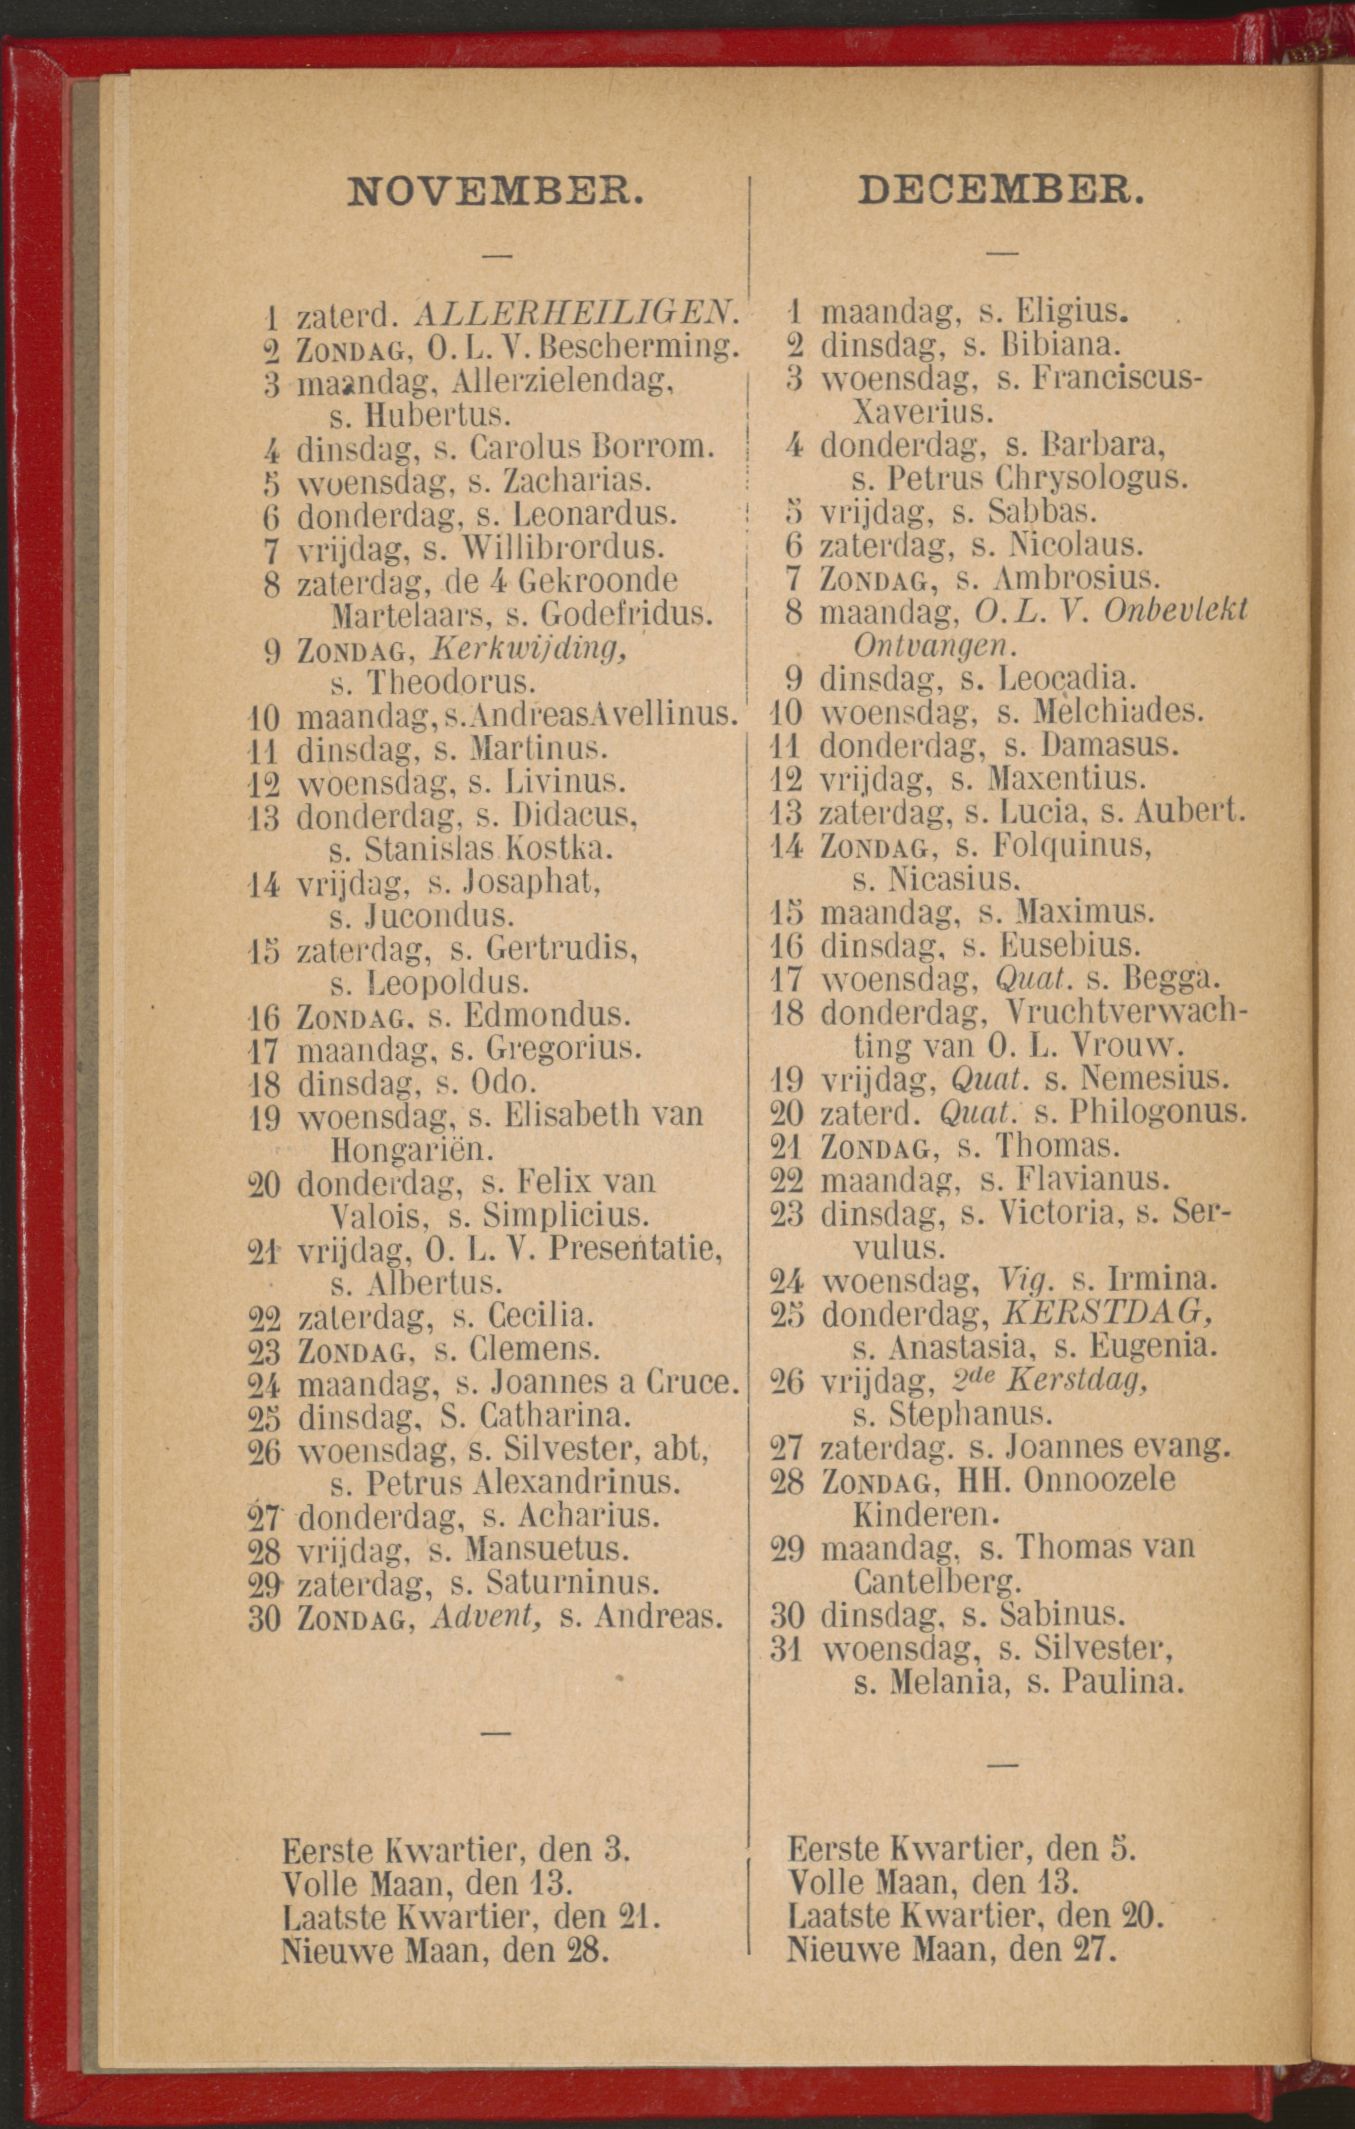 NOVEMBER.
1 zaterd. ALLERHEILIGEN.
2 ZONDAG, O. L. V. Bescherming.
3 maandag, Allerzielendag,
s. Hubertus.
4 dinsdag, s. Carolus Borrom.
5 woensdag, s. Zacharias.
6 donderdag, s. Leonardus.
7 vrijdag, s. Willibrordus.
8 zaterdag, de 4 Gekroonde
Martelaars, s. Godefridus.
9 ZONDAG, Kerkwijding,
s. Theodorus.
10 maandag, s. Andreas Avellinus.
11 dinsdag, s. Martinus.
12 woensdag, s. Livinus.
13 donderdag, s. Didacus,
s. Stanislas Kostka.
14 vrijdag, s. Josaphat,
s. Jucondus.
15 zaterdag, s. Gertrudis,
s. Leopoldus.
16 ZONDAG. s. Edmondus.
17 maandag, s. Gregorius.
18 dinsdag, s. Odo.
19 woensdag, s. Elisabeth van
Hongariën.
20 donderdag, s. Felix van
Valois, s. Simplicius.
21 vrijdag, O. L. V. Presentatie,
s. Albertus.
22 zaterdag, s. Cecilia.
23 ZONDAG, s. Clemens.
24 maandag, s. Joannes a Cruce.
25 dinsdag, S. Catharina.
26 woensdag, s. Silvester, abt,
s. Petrus Alexandrinus.
27 donderdag, s. Acharius.
28 vrijdag, s. Mansuetus.
29 zaterdag, s. Saturninus.
30 ZONDAG, Advent, s. Andreas.
Eerste Kwartier, den 3.
Volle Maan, den 13.
Laatste Kwartier, den 21.
Nieuwe Maan, den 28.
DECEMBER.
1 maandag, s. Eligius.
2 dinsdag, s. Bibiana.
3 woensdag, s. Franciscus-
Xaverius.
4 donderdag, s. Barbara,
s. Petrus Chrysologus.
5 vrijdag, s. Sabbas.
6 zaterdag, s. Nicolaus.
7 ZONDAG, s. Ambrosius.
8 maandag, O. L. V. Onbevlekt
Ontvangen.
9 dinsdag, s. Leocadia.
10 woensdag, s. Melchiades.
11 donderdag, s. Damasus.
12 vrijdag, s. Maxentius.
13 zaterdag, s. Lucia, s. Aubert.
14 ZONDAG, s. Folquinus,
s. Nicasius.
15 maandag, s. Maximus.
16 dinsdag, s. Eusebius.
17 woensdag, Quat. s. Begga.
18 donderdag, Vruchtverwach-
ting van O. L. Vrouw.
19 vrijdag, Quat. s. Nemesius.
20 zaterd. Quat. s. Philogonus.
21 ZONDAG, s. Thomas.
22 maandag, s. Flavianus.
23 dinsdag, s. Victoria, s. Ser-
vulus.
24 woensdag, Vig. s. Irmina.
25 donderdag, KERSTDAG,
s. Anastasia, s. Eugenia.
26 vrijdag, 2de Kerstdag,
s. Stephanus.
27 zaterdag. s. Joannes evang.
28 ZONDAG, HH. Onnoozele
Kinderen.
29 maandag, s. Thomas van
Cantelberg.
30 dinsdag, s. Sabinus.
31 woensdag, s. Silvester,
s. Melania, s. Paulina.
Eerste Kwartier, den 5.
Volle Maan, den 13.
Laatste Kwartier, den 20.
Nieuwe Maan, den 27.